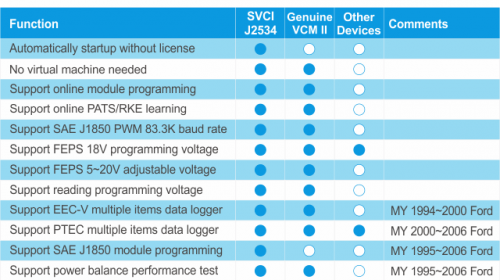 Function SVCI J2534 Genuine VCM II Other Devices Comments
Automatically startup without license
No virtual machine needed
Support online module programming
Support online PATS/RKE learning
Support SAE J1850 PWM 83.3K baud rate
Support FEPS 18V programming voltage
Support FEPS 5~20V adjustable voltage
Support reading programming voltage
Support EEC-V multiple items data logger MY 1994~2000 Ford
Support PTEC multiple items data logger MY 2000~2006 Ford
Support SAE J1850 module programming MY 1995~2006 Ford
Support power balance performance test MY 1995~2006 Ford